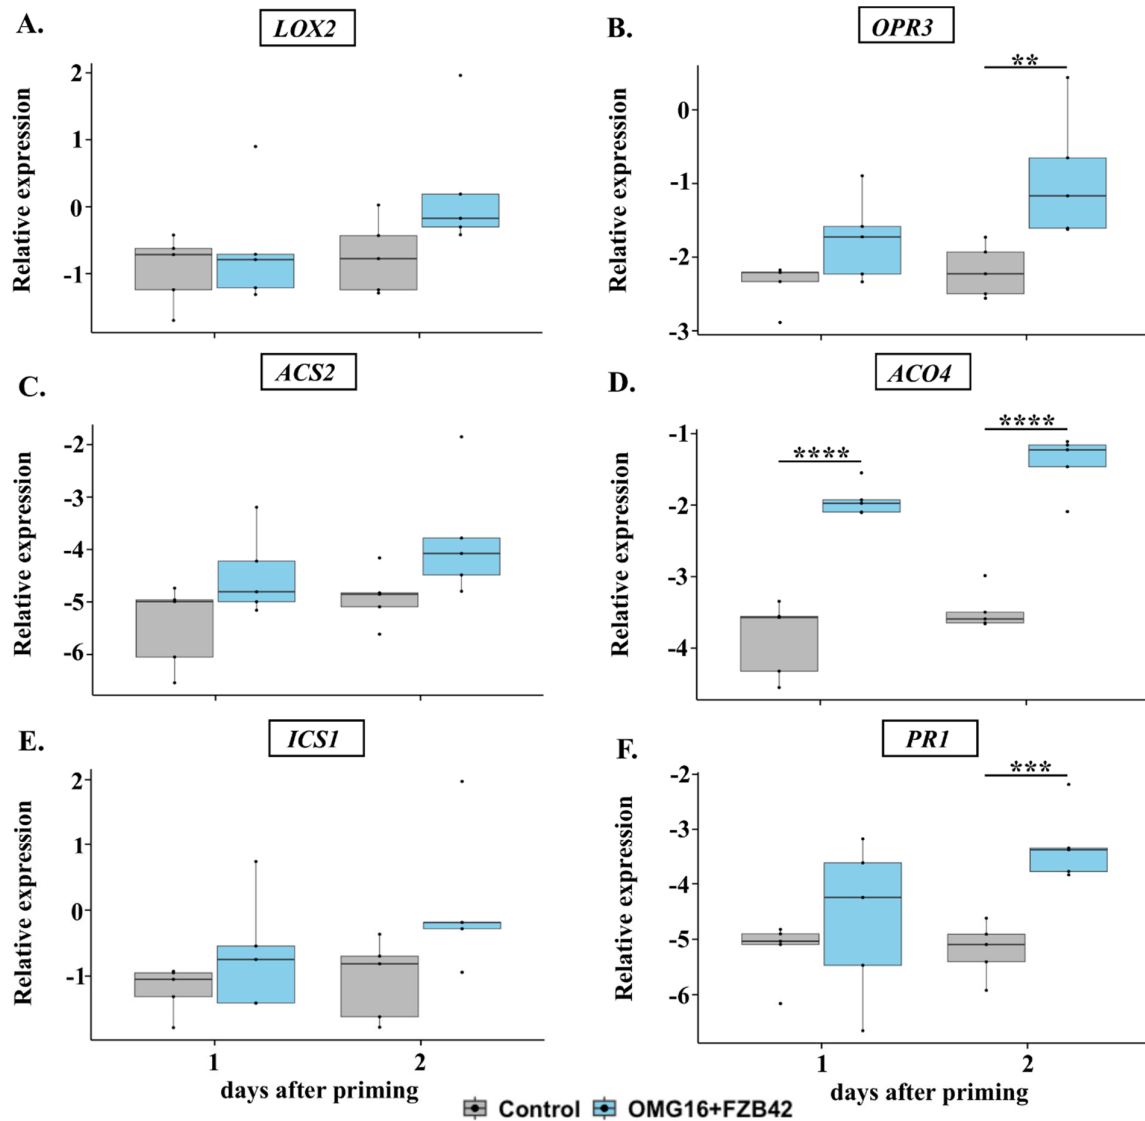 A.
LOX2
Relative expression
2
1
0
-1
B.
OPR3
**
Relative expression
0
-1
-2
-3
C.
ACS2
Relative expression
-2
-3
-4
-5
-6
D.
ACO4
****
****
Relative expression
-1
-2
-3
-4
E.
ICS1
Relative expression
2
1
0
-1
1
2
days after priming
F.
PR1
***
Relative expression
-2
-3
-4
-5
-6
1
2
days after priming
Control OMG16+FZB42